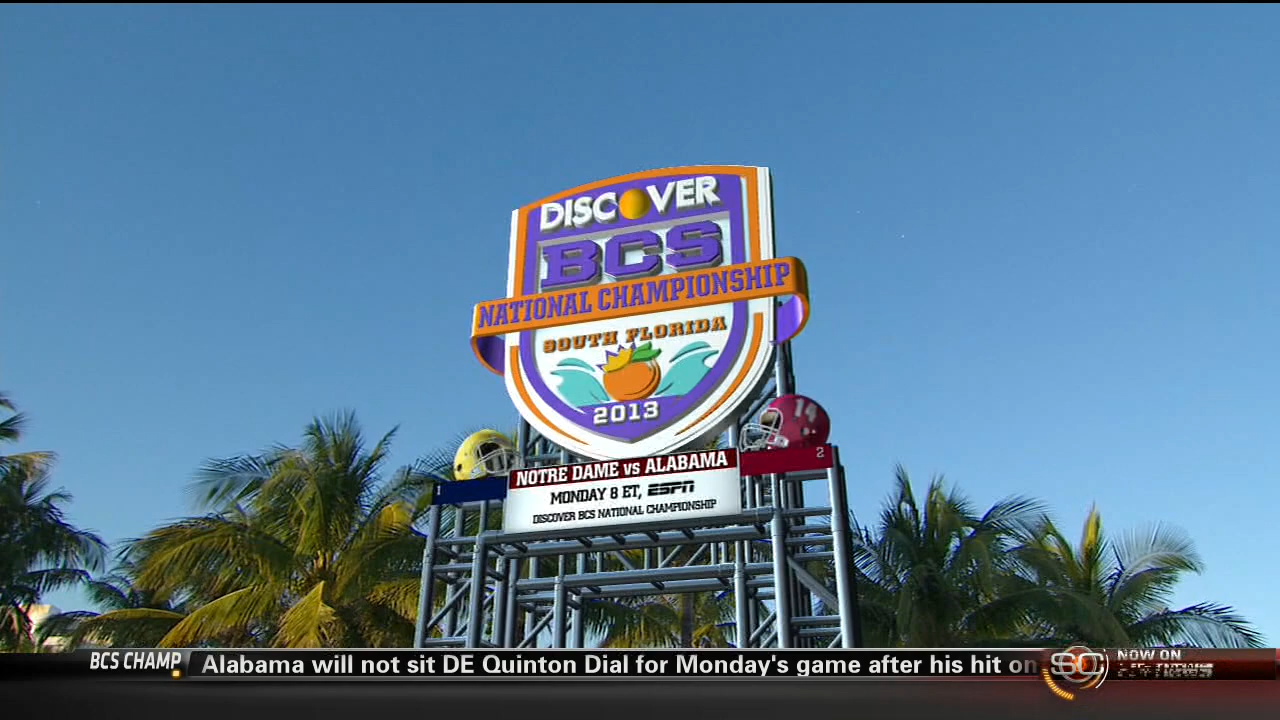 DISCOVER
BCS
NATIONAL CHAMPIONSHIP
SOUTH FLORIDA
2013
14
1
2
NOTRE DAME vs ALABAMA
MONDAY 8 ET, ESPN
DISCOVER BCS NATIONAL CHAMPIONSHIP
BCS CHAMP
Alabama will not sit DE Quinton Dial for Monday's game after his hit on
SC
NOW ON